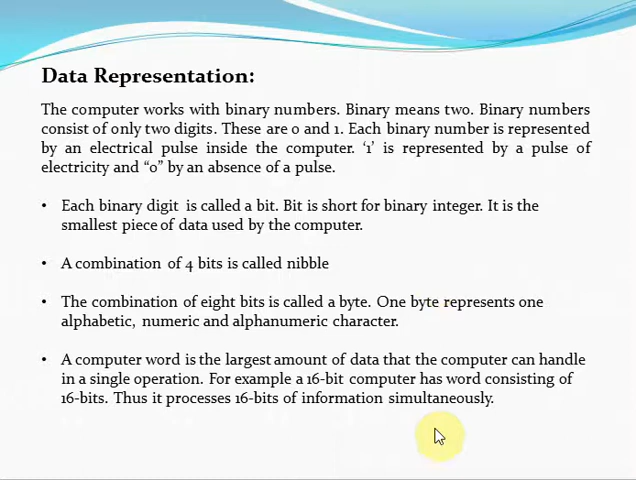 Data Representation:
The computer works with binary numbers. Binary means two. Binary numbers
consist of only two digits. These are 0 and 1. Each binary number is represented
by an electrical pulse inside the computer. ‘1’ is represented by a pulse of
electricity and “0” by an absence of a pulse.
• Each binary digit is called a bit. Bit is short for binary integer. It is the
smallest piece of data used by the computer.
• A combination of 4 bits is called nibble
• The combination of eight bits is called a byte. One byte represents one
alphabetic, numeric and alphanumeric character.
• A computer word is the largest amount of data that the computer can handle
in a single operation. For example a 16-bit computer has word consisting of
16-bits. Thus it processes 16-bits of information simultaneously.